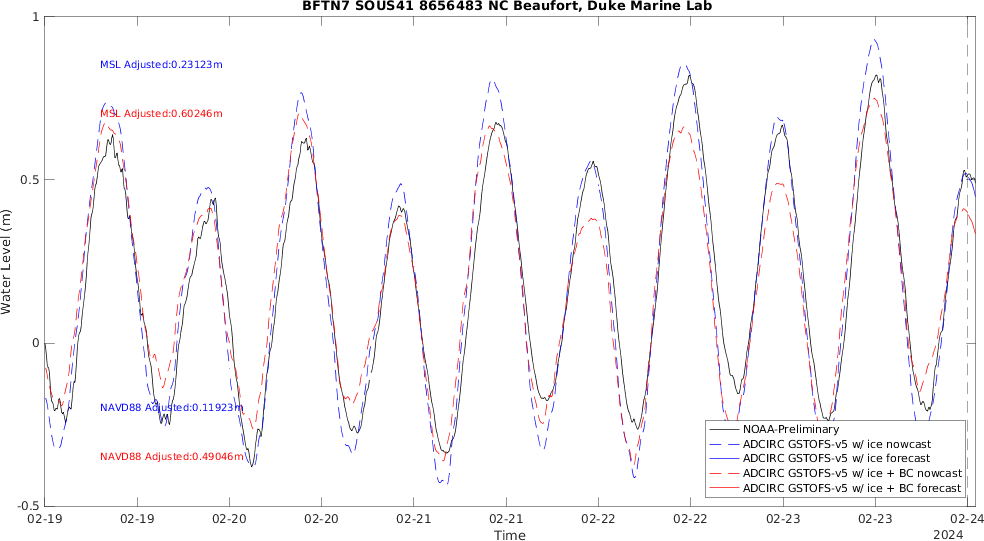 BFTN7 SOUS41 8656483 NC Beaufort, Duke Marine Lab
1
MSL Adjusted:0.23123m
MSL Adjusted:0.60246m
0.5
Water Level (m)
0
NAVD88 Adjusted:0.11923m
NAVD88 Adjusted:0.49046m
NOAA-Preliminary
ADCIRC GSTOFS-v5 w/ ice nowcast
ADCIRC GSTOFS-v5 w/ ice forecast
ADCIRC GSTOFS-v5 w/ ice + BC nowcast
ADCIRC GSTOFS-v5 w/ ice + BC forecast
-0.5
02-19 02-19 02-20 02-20 02-21 02-21 02-22 02-22 02-23 02-23 02-24
Time
2024